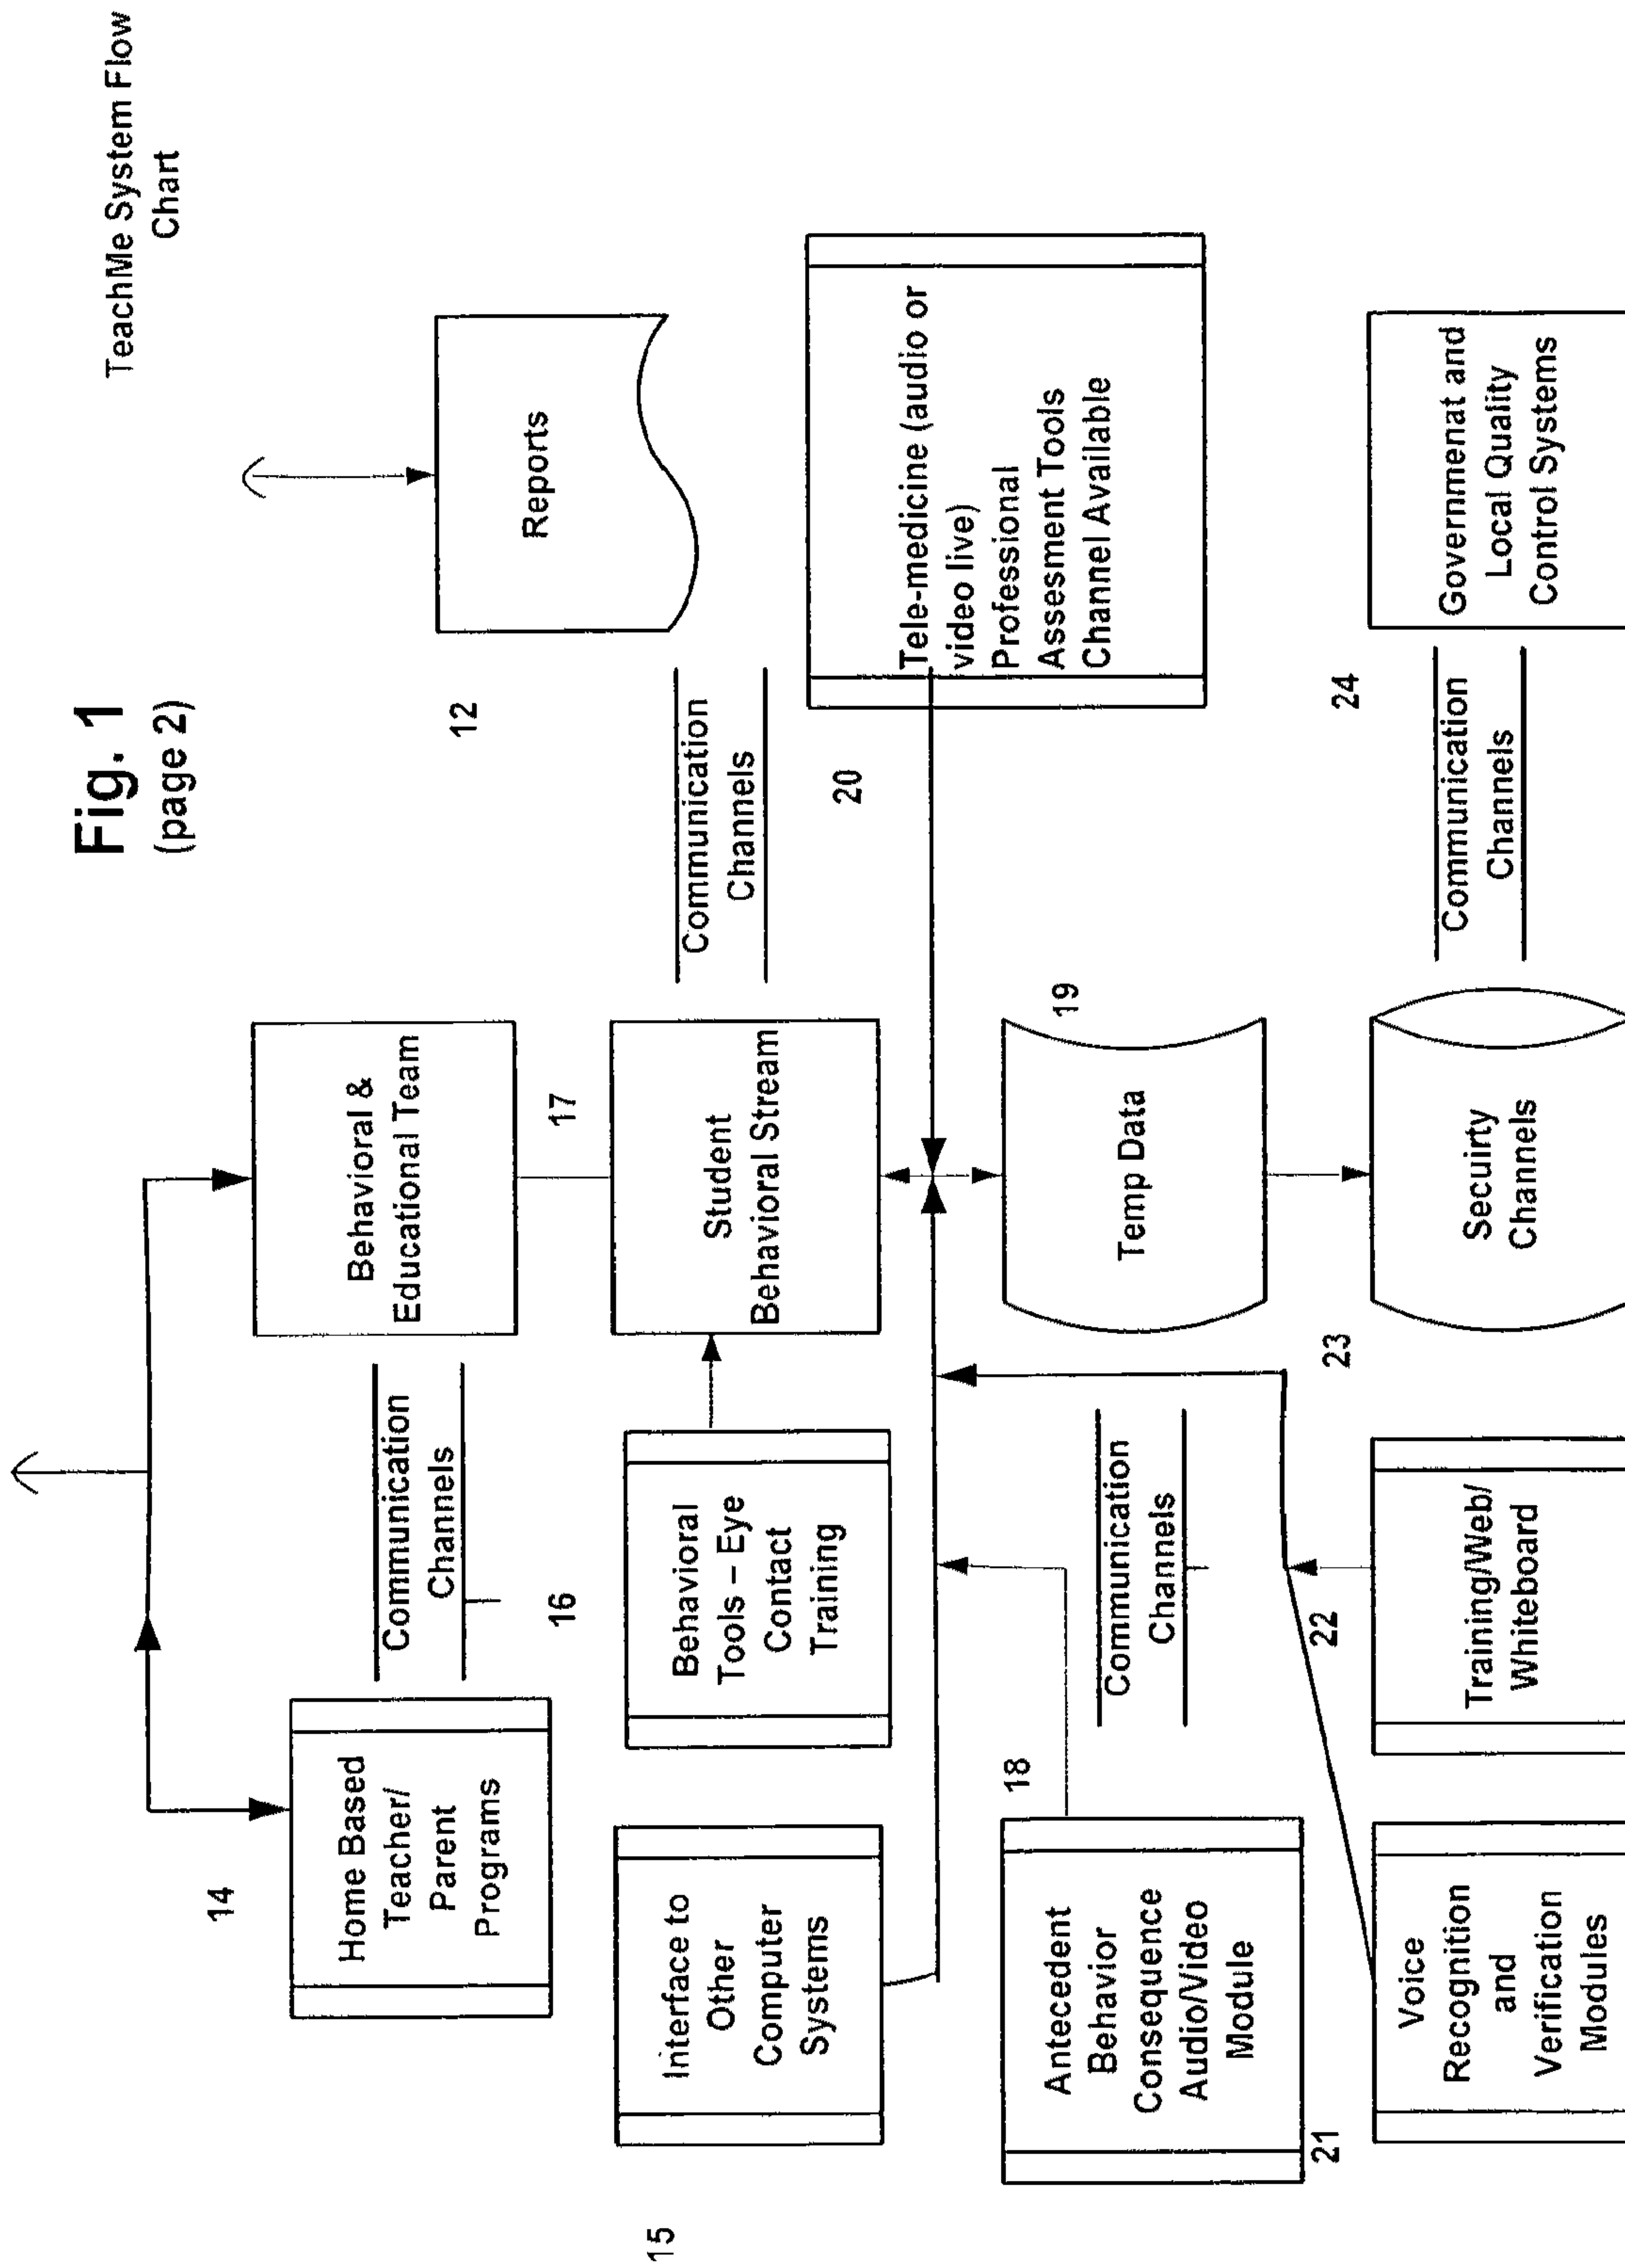 Fig. 1
(page 2)
TeachMe System Flow
Chart
14
Home Based
Teacher/
Parent
Programs
Communication
Channels
Behavioral &
Educational Team
12
Reports
15
Interface to
Other
Computer
Systems
16
Behavioral
Tools – Eye
Contact
Training
17
Student
Behavioral Stream
Communication
Channels
20
Tele-medicine (audio or
video live)
Professional
Assesment Tools
Channel Available
18
Antecedent
Behavior
Consequence
Audio/Video
Module
Communication
Channels
19
Temp Data
21
Voice
Recognition
and
Verification
Modules
22
Training/Web/
Whiteboard
23
Secuirty
Channels
Communication
Channels
24
Governmenat and
Local Quality
Control Systems